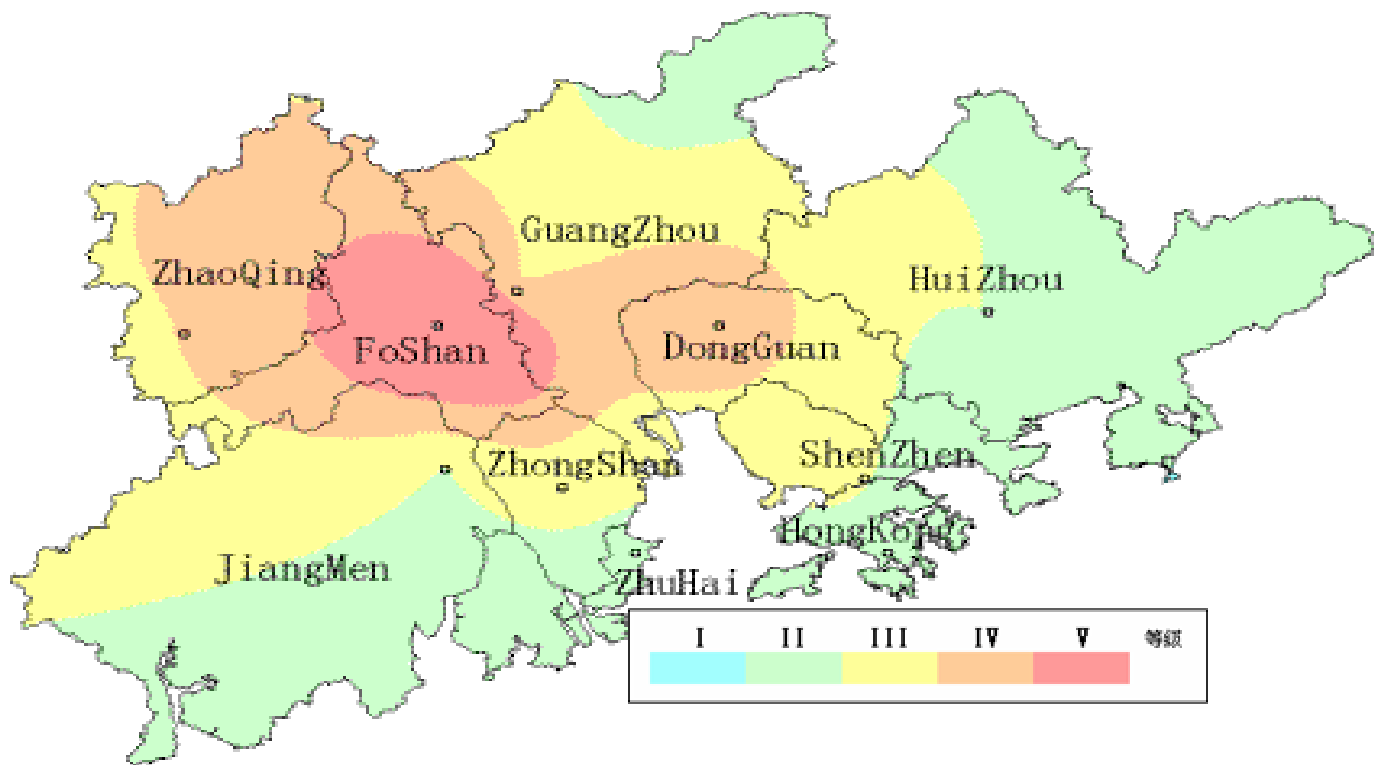 GuangZhou
ZhaoQing
HuiZhou
FoShan
DongGuan
ShenZhen
ZhongShan
HongKong
JiangMen
ZhuHai
I II III IV V 等级